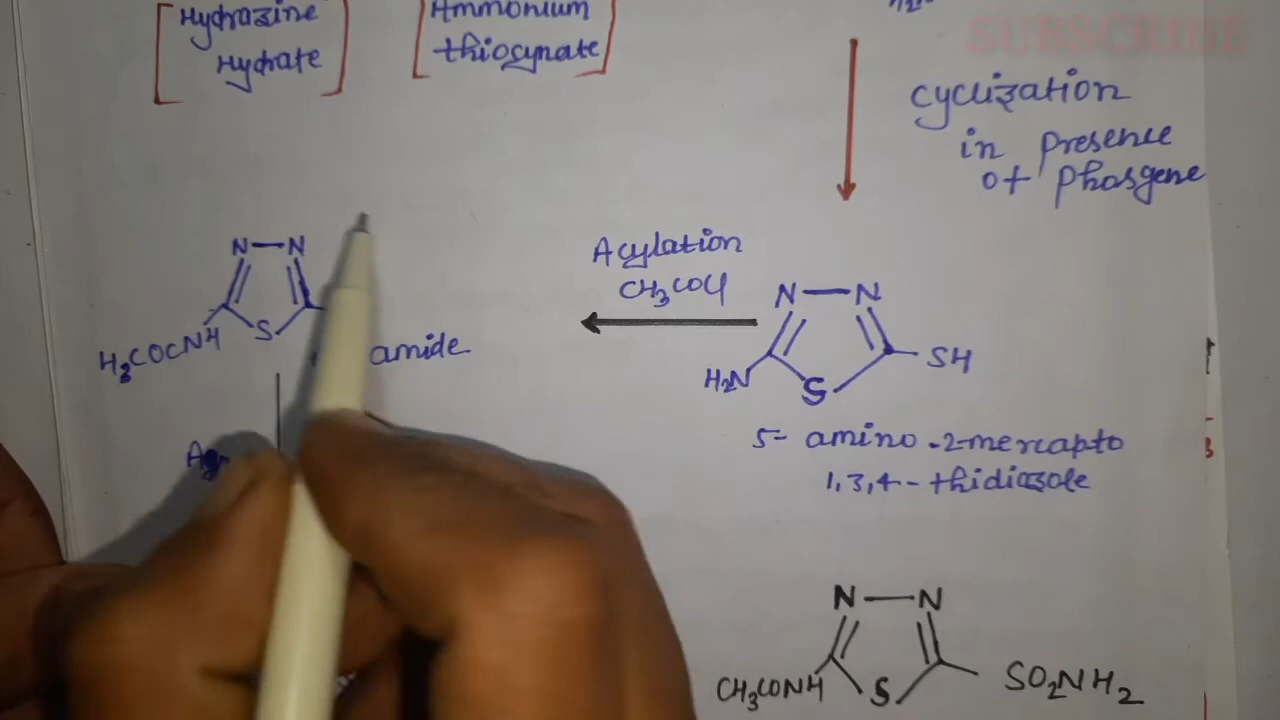 Hydrazine
Hydrate
Ammonium
thiocynate
SUBSCRIBE
cyclization
in presence
of phosgene
Acylation
CH3COCl
N—N
S
H3COCNH
amide
N—N
H2N
S
SH
5- amino-2-mercapto
1,3,4-thidiazole
N—N
CH3CONH
S
SO2NH2